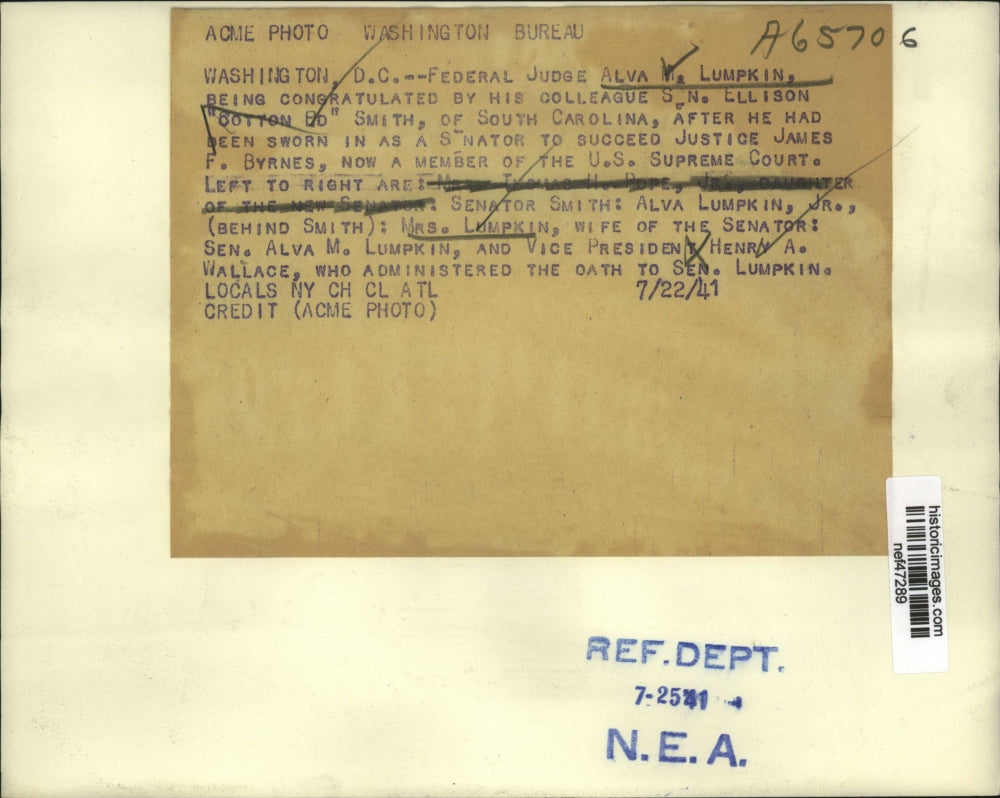 ACME PHOTO WASHINGTON BUREAU
A65706
WASHINGTON, D.C.--FEDERAL JUDGE ALVA M. LUMPKIN,
BEING CONGRATULATED BY HIS COLLEAGUE S N. ELLISON
"COTTON ED" SMITH, OF SOUTH CAROLINA, AFTER HE HAD
BEEN SWORN IN AS A S NATOR TO SUCCEED JUSTICE JAMES
F. BYRNES, NOW A MEMBER OF THE U.S. SUPREME COURT.
LEFT TO RIGHT ARE: MRS. THOMAS H. POPE, JR., DAUGHTER
OF THE NEW SENATOR: SENATOR SMITH: ALVA LUMPKIN, JR.,
(BEHIND SMITH): MRS. LUMPKIN, WIFE OF THE SENATOR:
SEN. ALVA M. LUMPKIN, AND VICE PRESIDENT HENRY A.
WALLACE, WHO ADMINISTERED THE OATH TO SEN. LUMPKIN.
LOCALS NY CH CL ATL 7/22/41
CREDIT (ACME PHOTO)
historicimages.com
nef47289
REF. DEPT.
7-25 41
N.E.A.